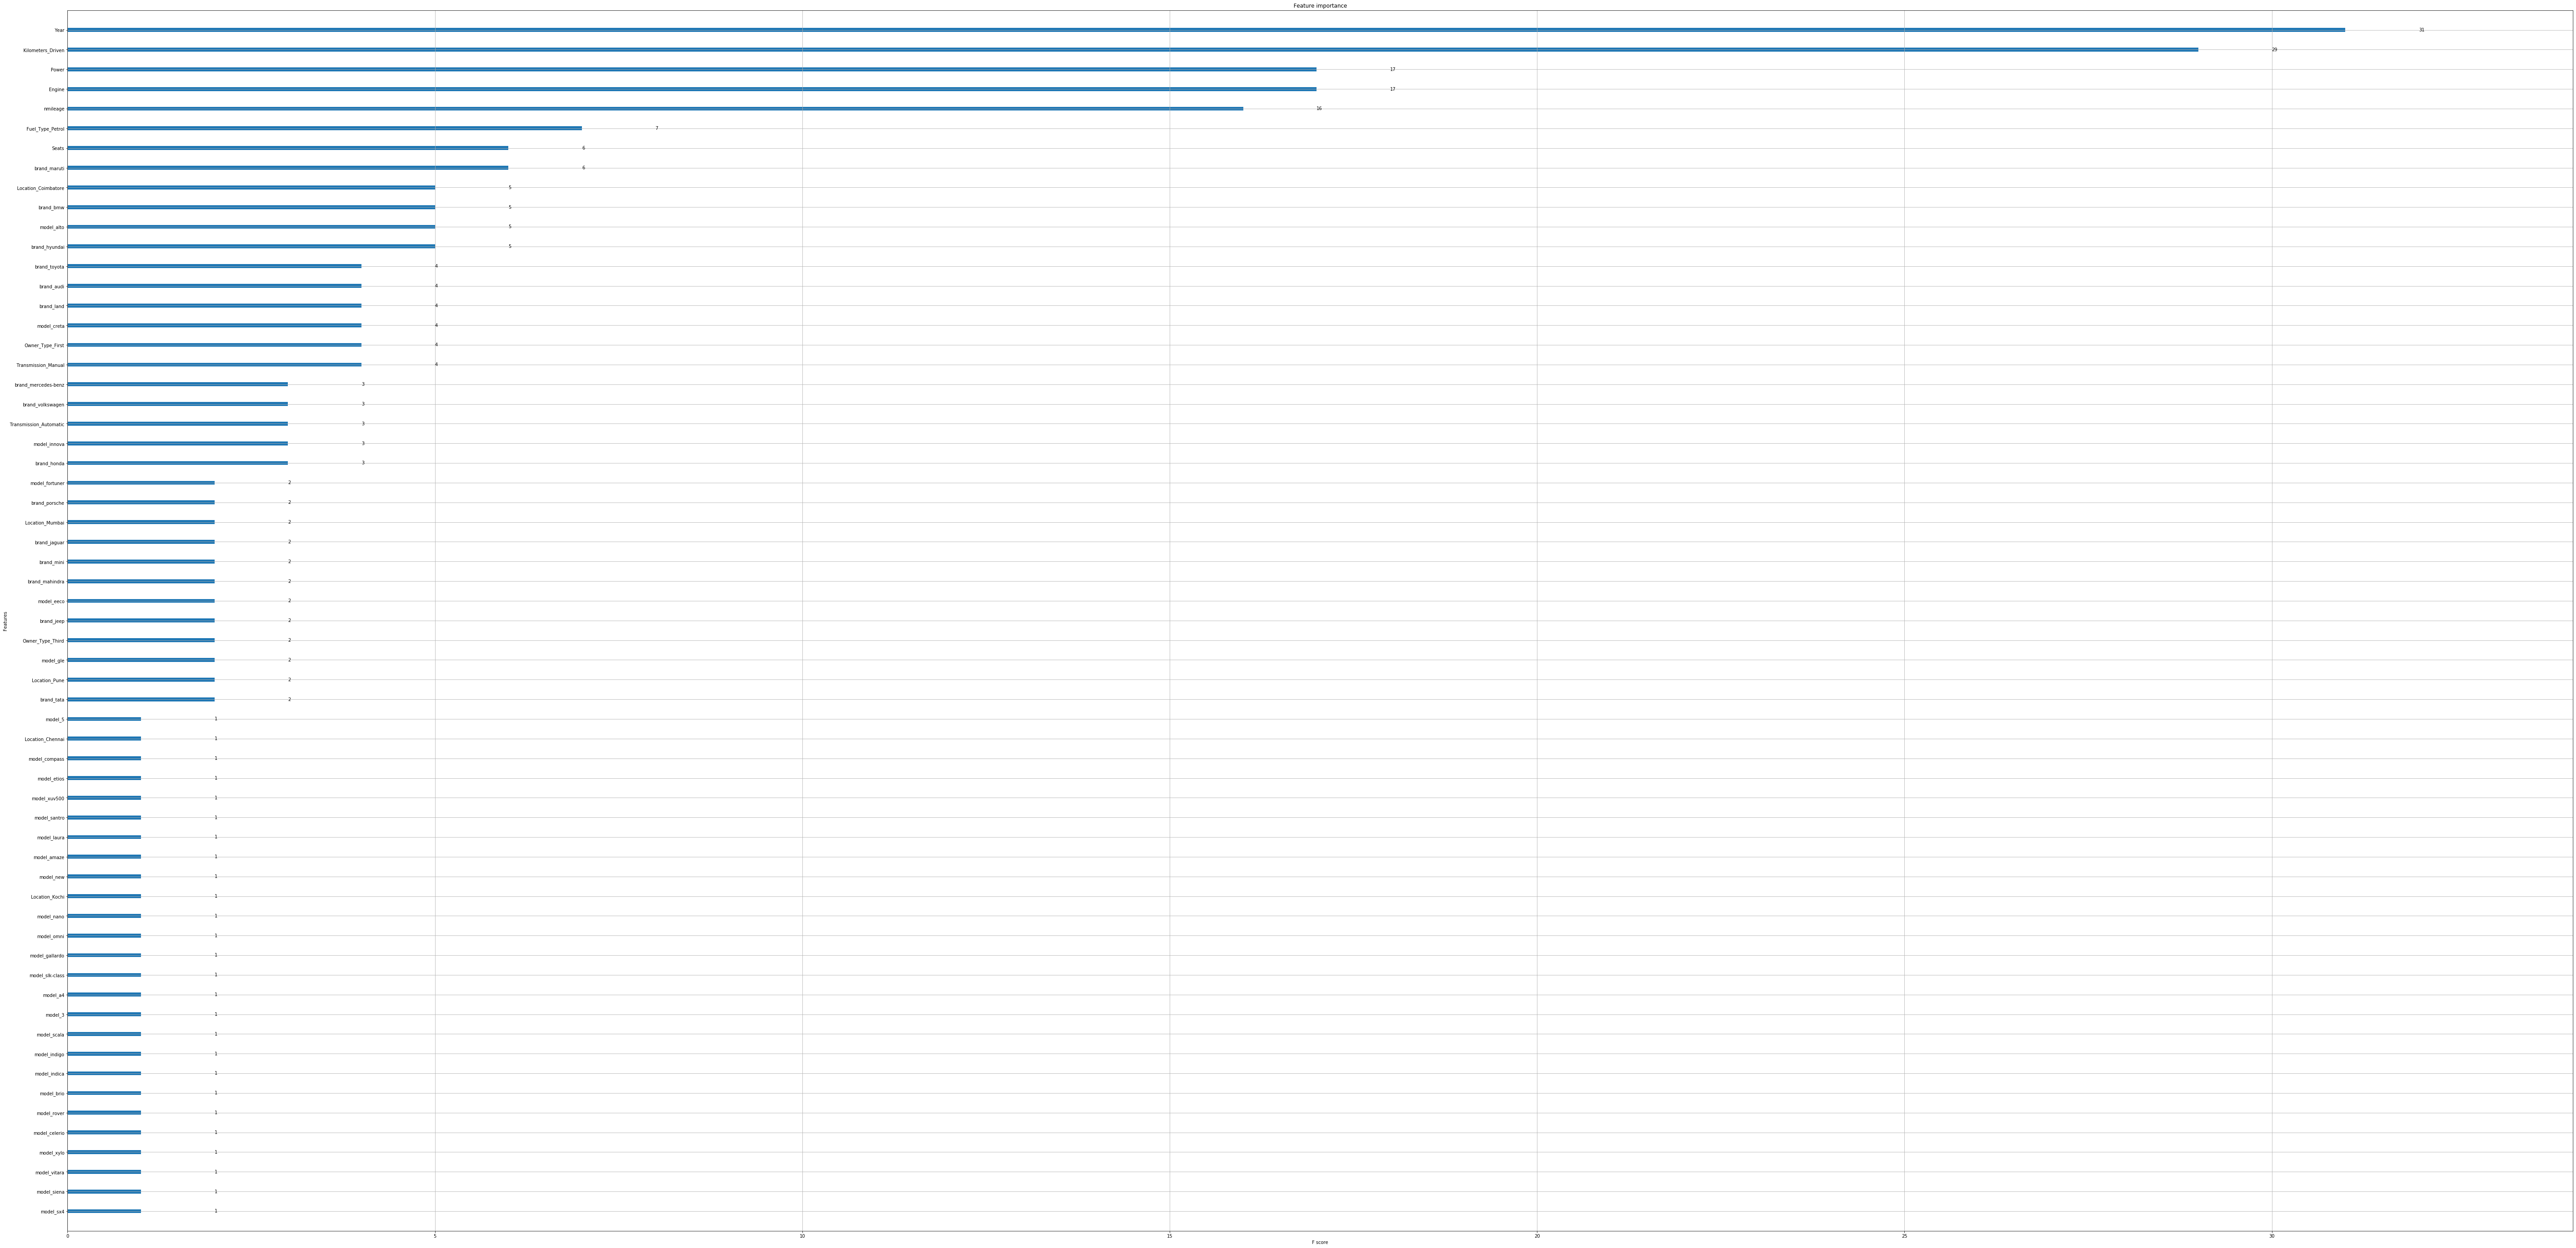 Feature importance
Year 31
Kilometers_Driven 29
Power 17
Engine 17
nmileage 16
Fuel_Type_Petrol 7
Seats 6
brand_maruti 6
Location_Coimbatore 5
brand_bmw 5
model_alto 5
brand_hyundai 5
brand_toyota 4
brand_audi 4
brand_land 4
model_creta 4
Owner_Type_First 4
Transmission_Manual 4
brand_mercedes-benz 3
brand_volkswagen 3
Transmission_Automatic 3
model_innova 3
brand_honda 3
model_fortuner 2
brand_porsche 2
Location_Mumbai 2
brand_jaguar 2
brand_mini 2
brand_mahindra 2
model_eeco 2
brand_jeep 2
Owner_Type_Third 2
model_gle 2
Location_Pune 2
brand_tata 2
model_5 1
Location_Chennai 1
model_compass 1
model_etios 1
model_xuv500 1
model_santro 1
model_laura 1
model_amaze 1
model_new 1
Location_Kochi 1
model_nano 1
model_omni 1
model_gallardo 1
model_slk-class 1
model_a4 1
model_3 1
model_scala 1
model_indigo 1
model_indica 1
model_brio 1
model_rover 1
model_celerio 1
model_xylo 1
model_vitara 1
model_siena 1
model_sx4 1
Features
0 5 10 15 20 25 30
F score